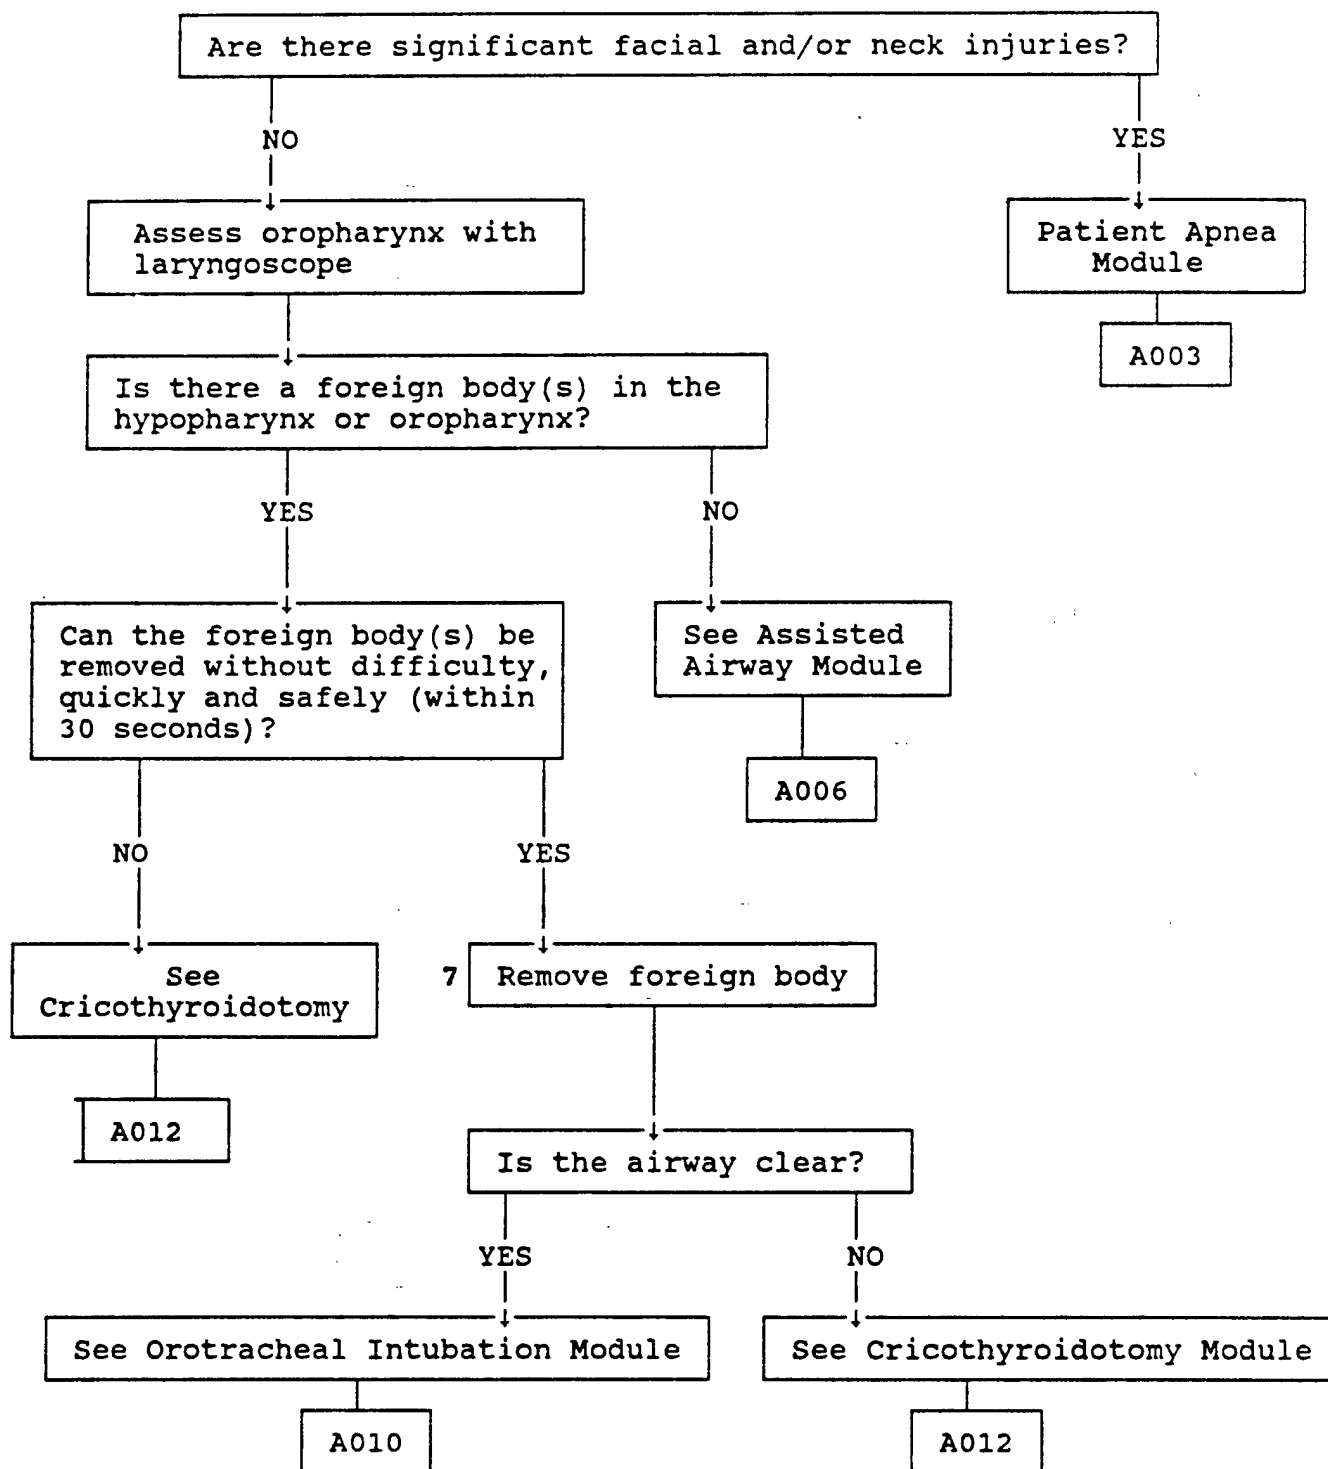 Are there significant facial and/or neck injuries?
NO
YES
Assess oropharynx with
laryngoscope
Patient Apnea
Module
A003
Is there a foreign body(s) in the
hypopharynx or oropharynx?
YES
NO
Can the foreign body(s) be
removed without difficulty,
quickly and safely (within
30 seconds)?
See Assisted
Airway Module
A006
NO
YES
See
Cricothyroidotomy
7 Remove foreign body
A012
Is the airway clear?
YES
NO
See Orotracheal Intubation Module
See Cricothyroidotomy Module
A010
A012